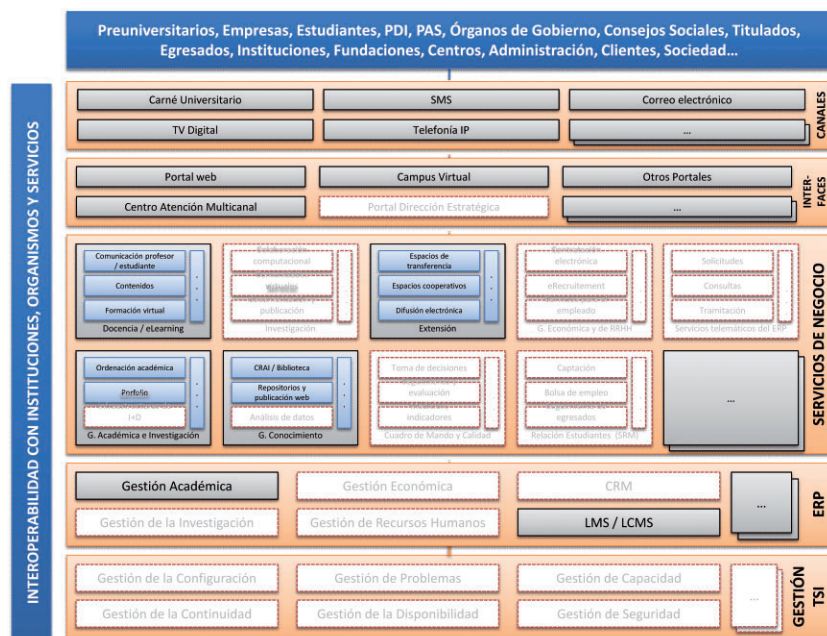 Preuniversitarios, Empresas, Estudiantes, PDI, PAS, Órganos de Gobierno, Consejos Sociales, Titulados,
Egresados, Instituciones, Fundaciones, Centros, Administración, Clientes, Sociedad…
INTEROPERABILIDAD CON INSTITUCIONES, ORGANISMOS Y SERVICIOS
Carné Universitario
SMS
Correo electrónico
TV Digital
Telefonía IP
...
CANALES
Portal web
Campus Virtual
Otros Portales
Centro Atención Multicanal
Portal Dirección Estratégica
...
INTER-
FACES
Comunicación profesor
/ estudiante
Contenidos
Formación virtual
Docencia / eLearning
computacional
publicación
Investigación
Espacios de
transferencia
Espacios cooperativos
Difusión electrónica
Extensión
electrónica
eRecruitement
empleado
G. Económica y de RRHH
Solicitudes
Consultas
Tramitación
Servicios telemáticos del ERP
Ordenación académica
Porfolio
I+D
G. Académica e Investigación
CRAI / Biblioteca
Repositorios y
publicación web
Análisis de datos
G. Conocimiento
Toma de decisiones
evaluación
indicadores
Cuadro de Mando y Calidad
Captación
Bolsa de empleo
egresados
Relación Estudiantes (SRM)
...
SERVICIOS DE NEGOCIO
Gestión Académica
Gestión Económica
CRM
Gestión de la Investigación
Gestión de Recursos Humanos
LMS / LCMS
...
ERP
Gestión de la Configuración
Gestión de Problemas
Gestión de Capacidad
Gestión de la Continuidad
Gestión de la Disponibilidad
Gestión de Seguridad
...
GESTIÓN
TSI